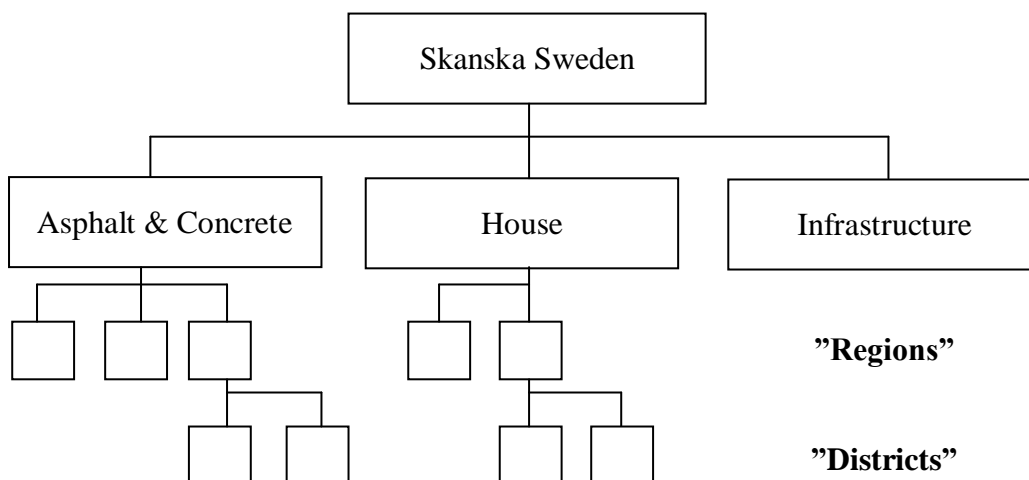 Skanska Sweden
Asphalt & Concrete
House
Infrastructure
”Regions”
”Districts”